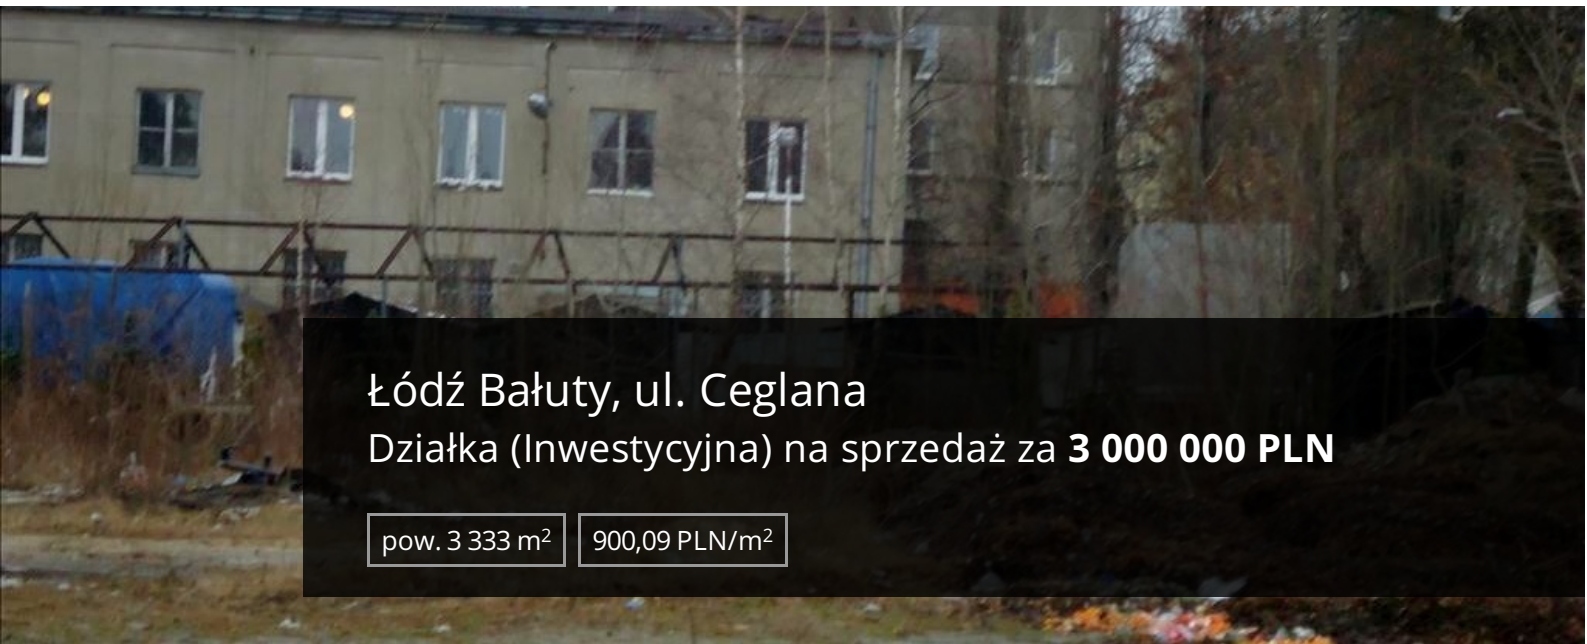 Łódź Bałuty, ul. Ceglana
Działka (Inwestycyjna) na sprzedaż za 3 000 000 PLN
pow. 3 333 m² 900,09 PLN/m²